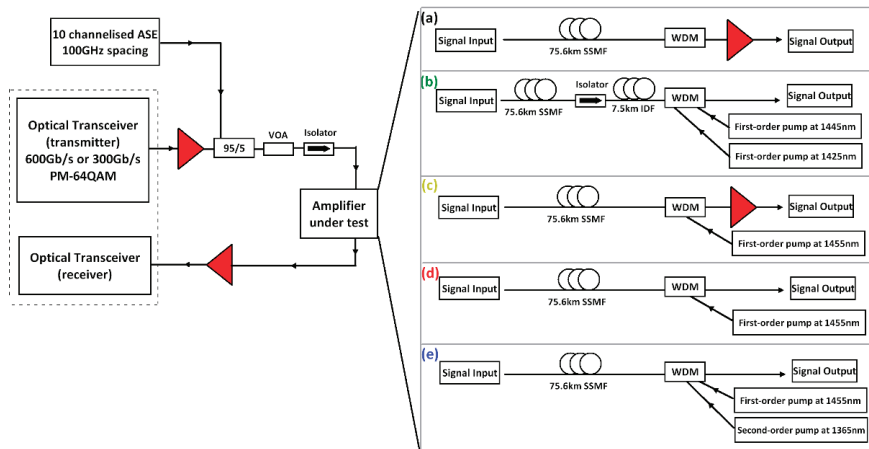 10 channelised ASE
100GHz spacing
Optical Transceiver
(transmitter)
600Gb/s or 300Gb/s
PM-64QAM
95/5
VOA
Isolator
Amplifier
under test
Optical Transceiver
(receiver)
(a)
Signal Input
75.6km SSMF
WDM
Signal Output
(b)
Signal Input
75.6km SSMF
Isolator
7.5km IDF
WDM
Signal Output
First-order pump at 1445nm
First-order pump at 1425nm
(c)
Signal Input
75.6km SSMF
WDM
Signal Output
First-order pump at 1455nm
(d)
Signal Input
75.6km SSMF
WDM
Signal Output
First-order pump at 1455nm
(e)
Signal Input
75.6km SSMF
WDM
Signal Output
First-order pump at 1455nm
Second-order pump at 1365nm